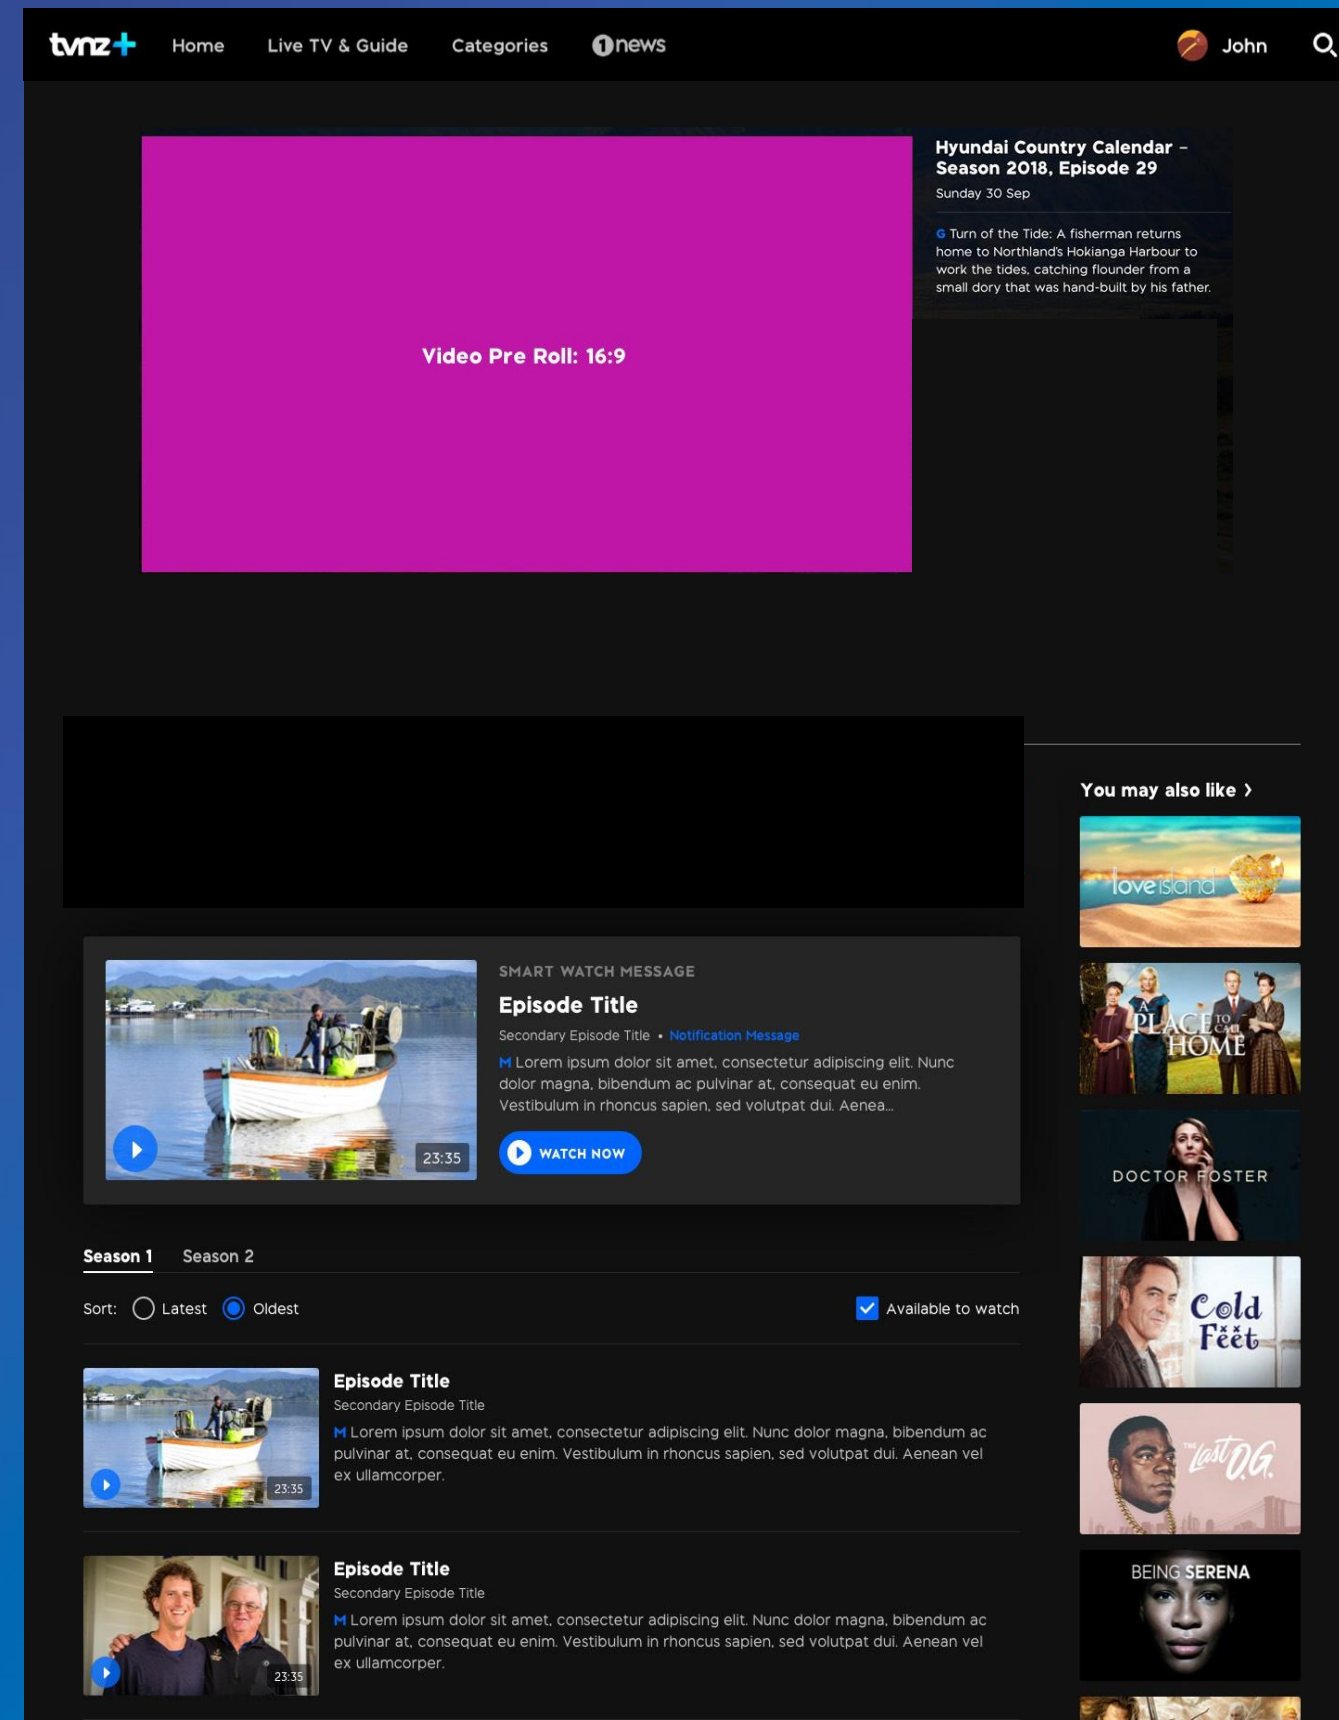 tvnz+
Home
Live TV & Guide
Categories
1news
John
Video Pre Roll: 16:9
Hyundai Country Calendar –
Season 2018, Episode 29
Sunday 30 Sep
G Turn of the Tide: A fisherman returns
home to Northland's Hokianga Harbour to
work the tides, catching flounder from a
small dory that was hand-built by his father.
SMART WATCH MESSAGE
Episode Title
Secondary Episode Title • Notification Message
M Lorem ipsum dolor sit amet, consectetur adipiscing elit. Nunc
dolor magna, bibendum ac pulvinar at, consequat eu enim.
Vestibulum in rhoncus sapien, sed volutpat dui. Aenea...
23:35
WATCH NOW
Season 1
Season 2
Sort:
Latest
Oldest
Available to watch
Episode Title
Secondary Episode Title
M Lorem ipsum dolor sit amet, consectetur adipiscing elit. Nunc dolor magna, bibendum ac
pulvinar at, consequat eu enim. Vestibulum in rhoncus sapien, sed volutpat dui. Aenean vel
ex ullamcorper.
23:35
Episode Title
Secondary Episode Title
M Lorem ipsum dolor sit amet, consectetur adipiscing elit. Nunc dolor magna, bibendum ac
pulvinar at, consequat eu enim. Vestibulum in rhoncus sapien, sed volutpat dui. Aenean vel
ex ullamcorper.
23:35
You may also like >
love island
A
PLACE TO CALL
HOME
DOCTOR FOSTER
Cold
Feet
THE Last O.G.
BEING SERENA